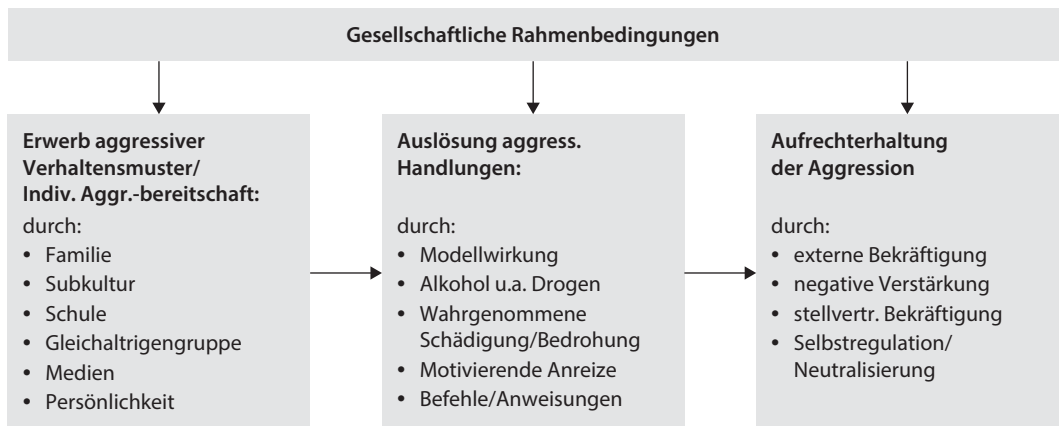 Gesellschaftliche Rahmenbedingungen
Erwerb aggressiver
Verhaltensmuster/
Indiv. Aggr.-bereitschaft:
durch:
• Familie
• Subkultur
• Schule
• Gleichaltrigengruppe
• Medien
• Persönlichkeit
Auslösung aggress.
Handlungen:
durch:
• Modellwirkung
• Alkohol u.a. Drogen
• Wahrgenommene
Schädigung/Bedrohung
• Motivierende Anreize
• Befehle/Anweisungen
Aufrechterhaltung
der Aggression
durch:
• externe Bekräftigung
• negative Verstärkung
• stellvertr. Bekräftigung
• Selbstregulation/
Neutralisierung